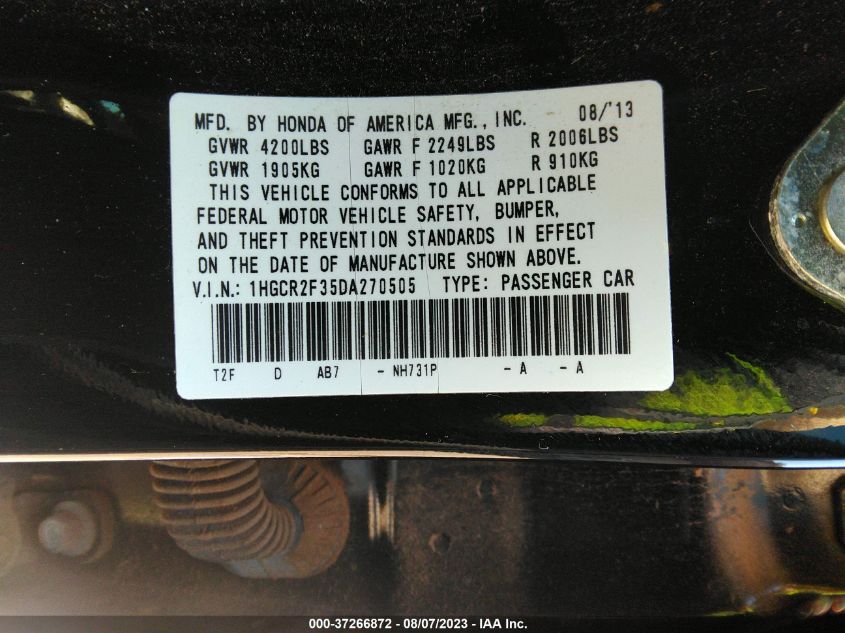 MFD. BY HONDA OF AMERICA MFG., INC. 08/'13
GVWR 4200LBS GAWR F 2249LBS R 2006LBS
GVWR 1905KG GAWR F 1020KG R 910KG
THIS VEHICLE CONFORMS TO ALL APPLICABLE
FEDERAL MOTOR VEHICLE SAFETY, BUMPER,
AND THEFT PREVENTION STANDARDS IN EFFECT
ON THE DATE OF MANUFACTURE SHOWN ABOVE.
V.I.N.: 1HGCR2F35DA270505 TYPE: PASSENGER CAR
T2F D AB7 - NH731P - A - A
000-37266872 - 08/07/2023 - IAA Inc.